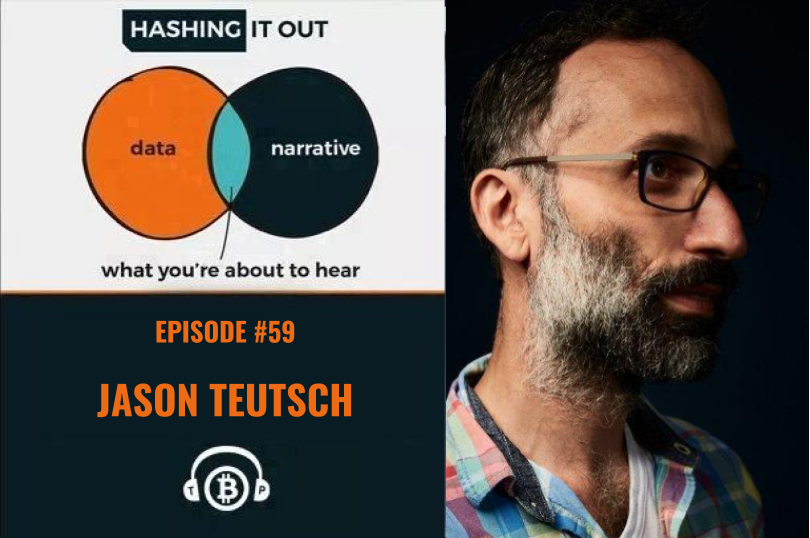 HASHING IT OUT
data
narrative
what you're about to hear
EPISODE #59
JASON TEUTSCH
T B P